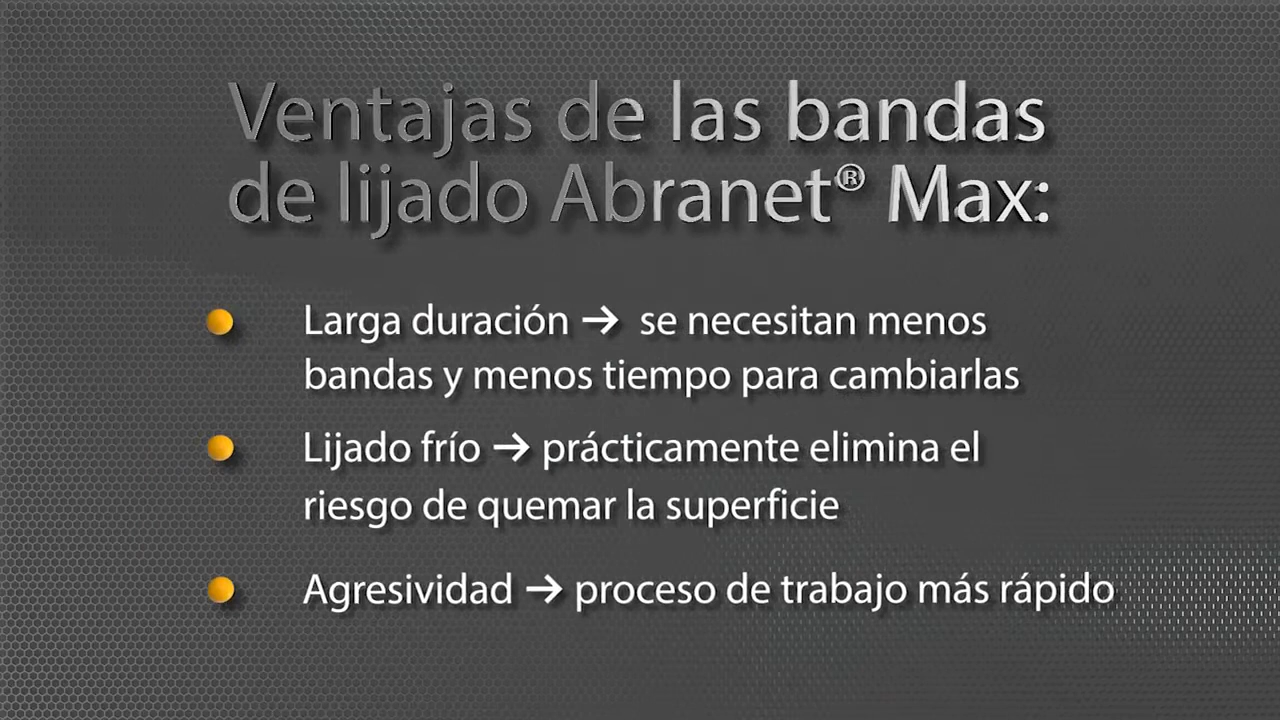 Ventajas de las bandas
de lijado Abranet® Max:
Larga duración → se necesitan menos
bandas y menos tiempo para cambiarlas
Lijado frío → prácticamente elimina el
riesgo de quemar la superficie
Agresividad → proceso de trabajo más rápido